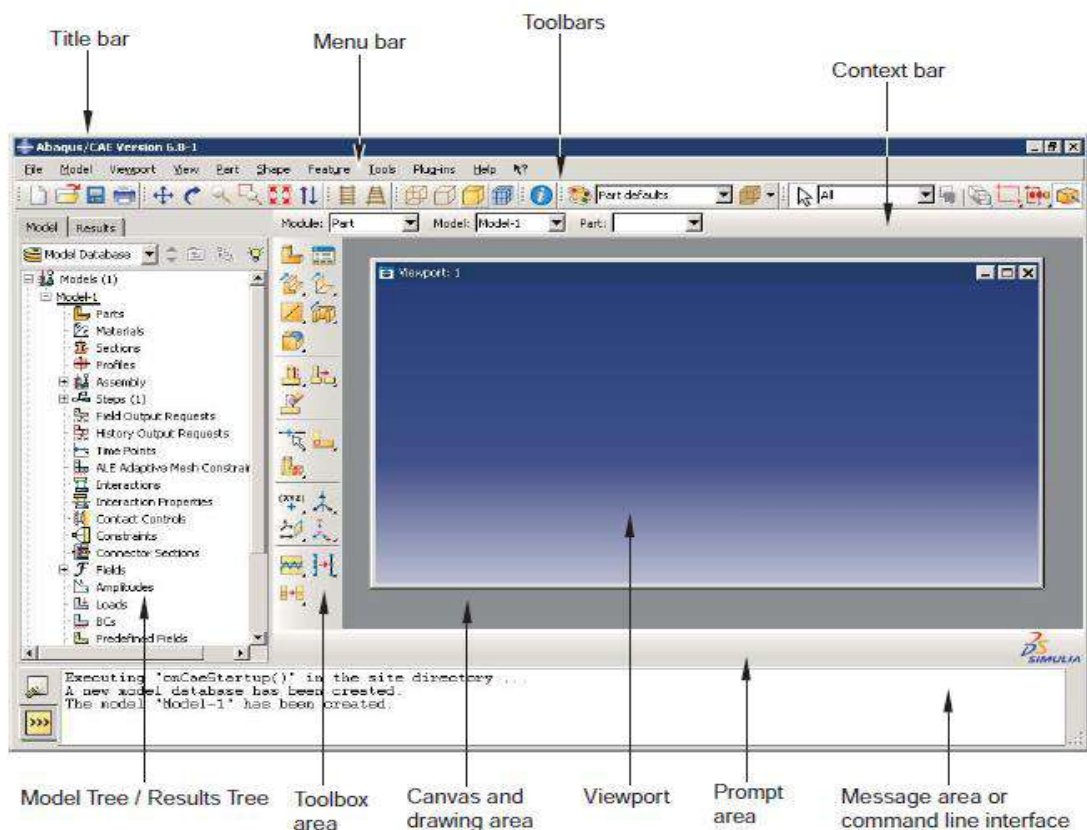 Toolbars
Title bar
Menu bar
Context bar
Abaqus/CAE Version 6.8-1
File Model Viewport View Part Shape Feature Tools Plug-ins Help
Part defaults
All
Model Results
Module: Part Model: Model-1 Part:
Model Database
Models (1)
Model-1
Parts
Materials
Sections
Profiles
Assembly
Steps (1)
Field Output Requests
History Output Requests
Time Points
ALE Adaptive Mesh Constrai
Interactions
Interaction Properties
Contact Controls
Constraints
Connector Sections
Fields
Amplitudes
Loads
BCs
Predefined Fields
Viewport: 1
(XYZ)
SIMULIA
Executing "onCaeStartup()" in the site directory ...
A new model database has been created.
The model "Model-1" has been created.
>>>
Model Tree / Results Tree
Toolbox
area
Canvas and
drawing area
Viewport
Prompt
area
Message area or
command line interface